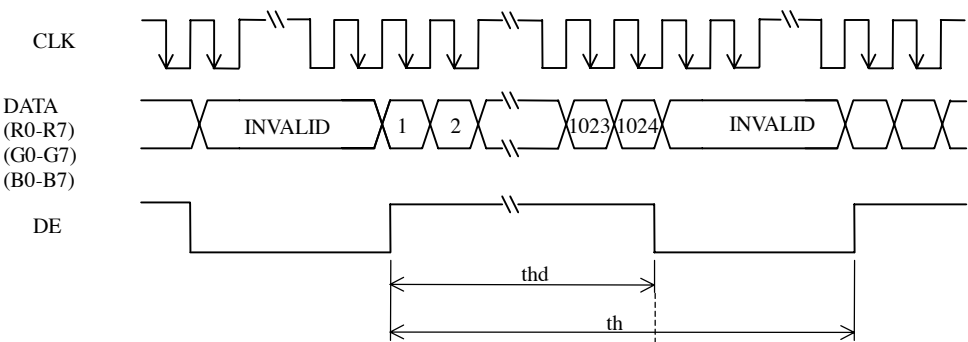 CLK
DATA
(R0-R7)
(G0-G7)
(B0-B7)
INVALID 1 2 1023 1024 INVALID
DE
thd
th